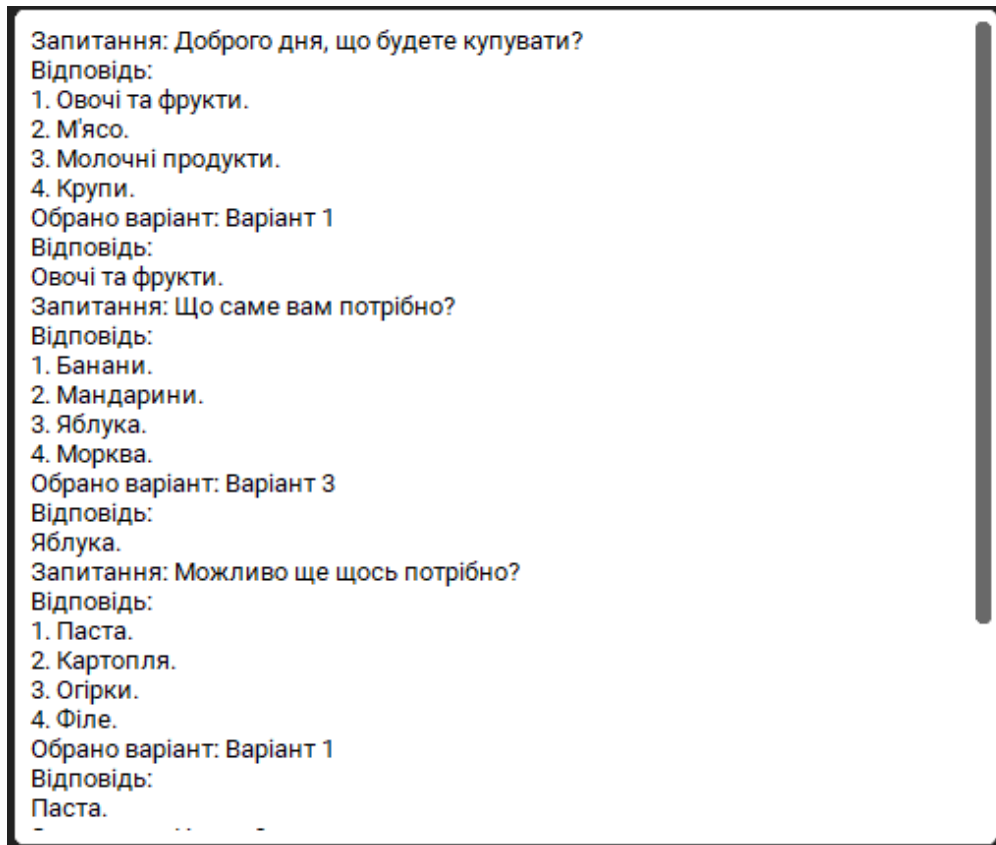 Запитання: Доброго дня, що будете купувати?
Відповідь:
1. Овочі та фрукти.
2. М'ясо.
3. Молочні продукти.
4. Крупи.
Обрано варіант: Варіант 1
Відповідь:
Овочі та фрукти.
Запитання: Що саме вам потрібно?
Відповідь:
1. Банани.
2. Мандарини.
3. Яблука.
4. Морква.
Обрано варіант: Варіант 3
Відповідь:
Яблука.
Запитання: Можливо ще щось потрібно?
Відповідь:
1. Паста.
2. Картопля.
3. Огірки.
4. Філе.
Обрано варіант: Варіант 1
Відповідь:
Паста.